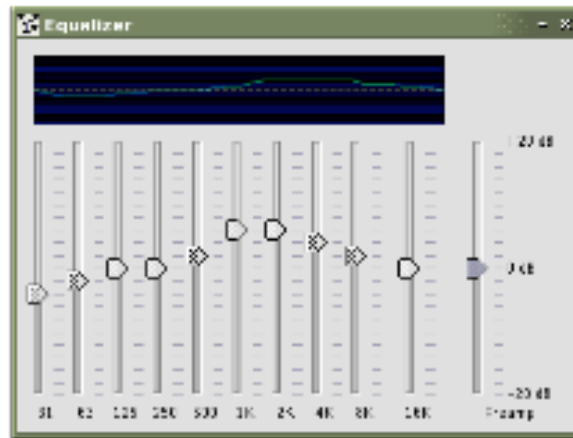 Equalizer
+20 dB
0 dB
-20 dB
31 62 125 250 500 1K 2K 4K 8K 16K Preamp